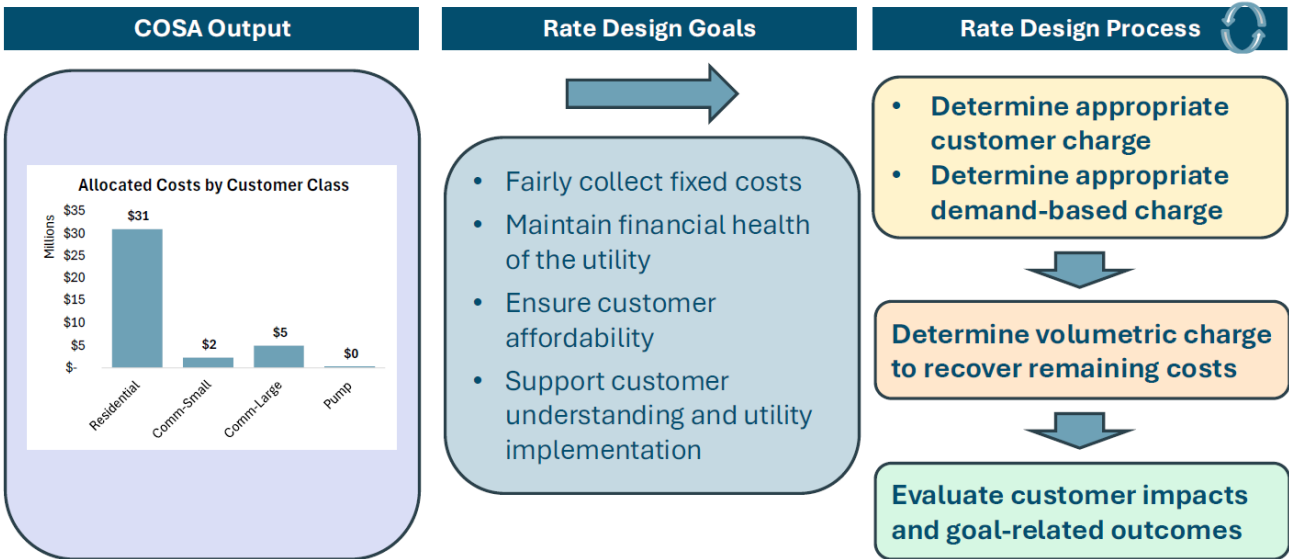 COSA Output
Allocated Costs by Customer Class
Millions
$35
$30
$25
$20
$15
$10
$5
$-
$31
$2
$5
$0
Residential
Comm-Small
Comm-Large
Pump
Rate Design Goals
• Fairly collect fixed costs
• Maintain financial health
of the utility
• Ensure customer
affordability
• Support customer
understanding and utility
implementation
Rate Design Process
• Determine appropriate
customer charge
• Determine appropriate
demand-based charge
Determine volumetric charge
to recover remaining costs
Evaluate customer impacts
and goal-related outcomes